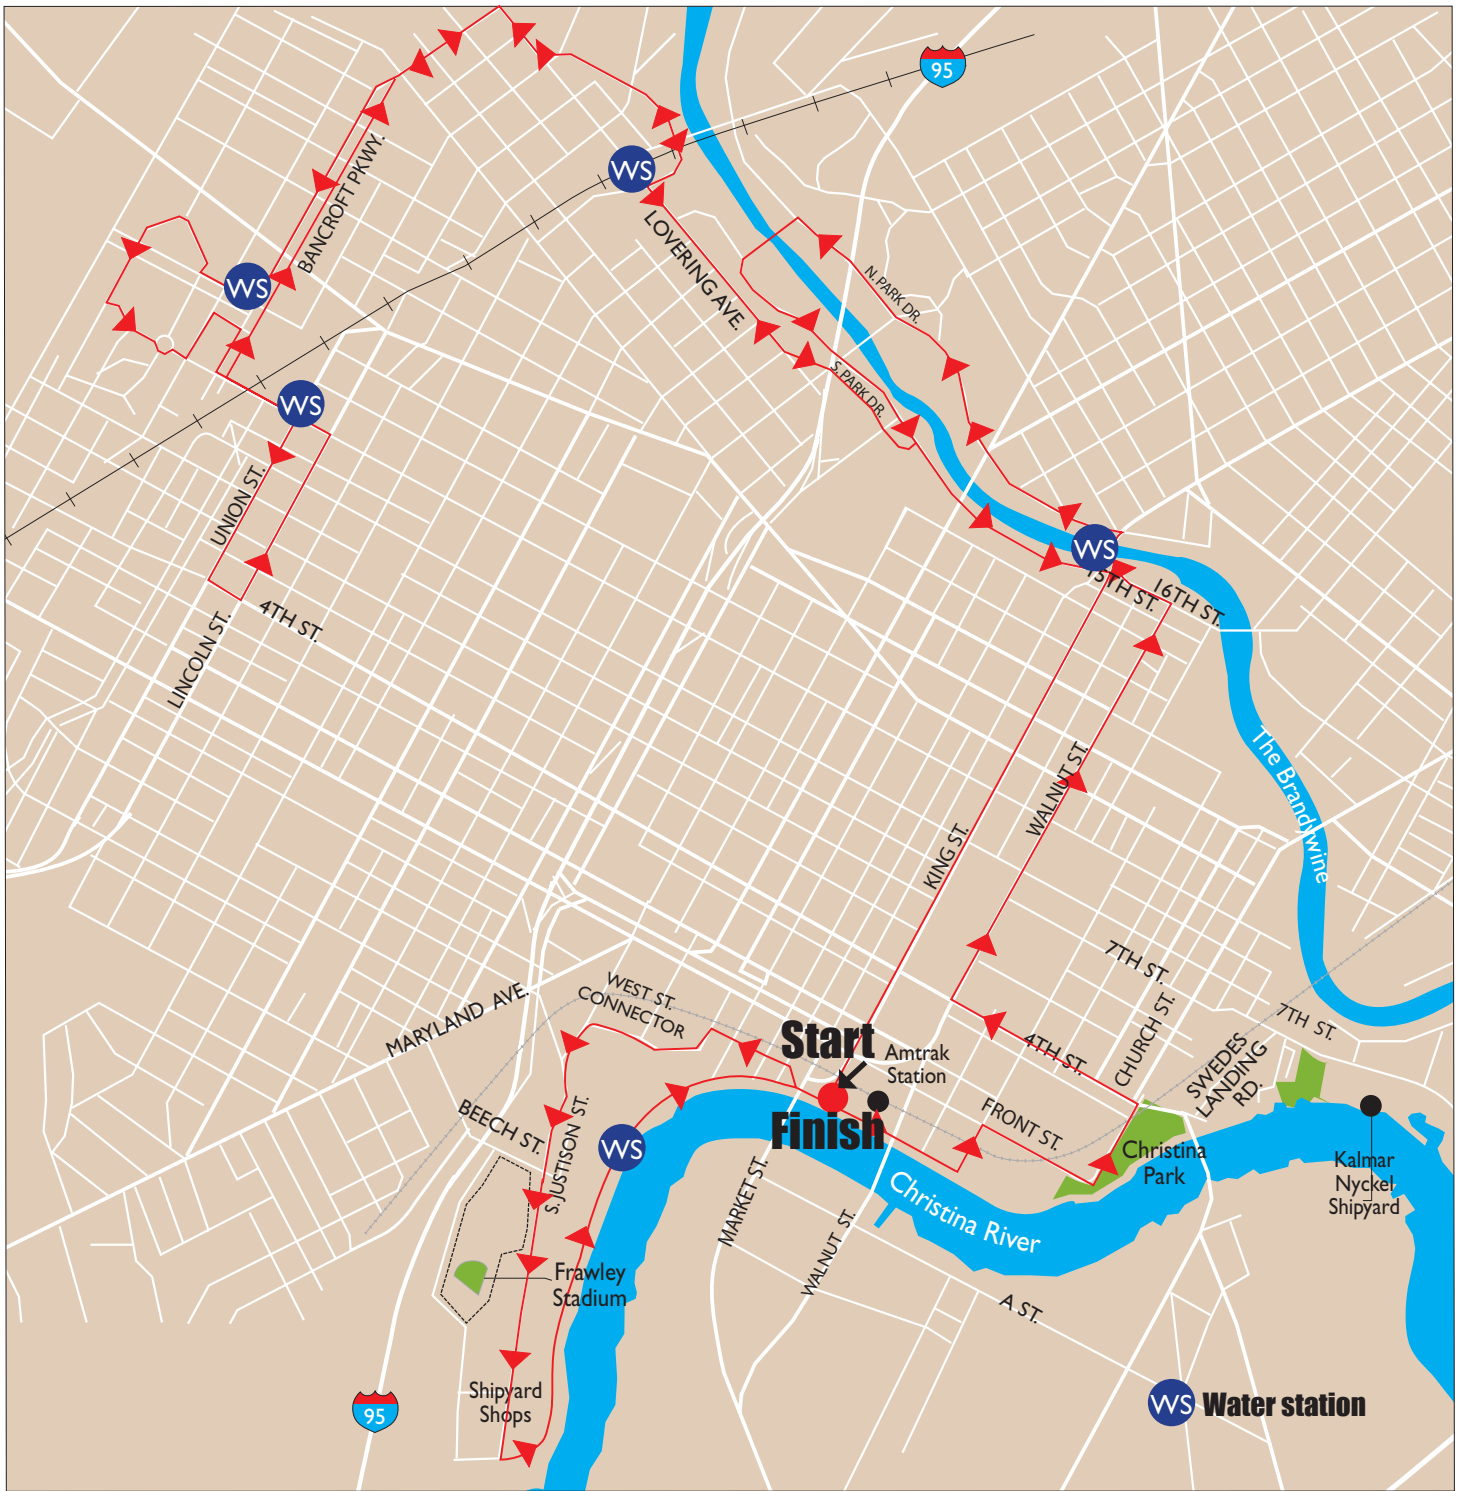 95
WS
BANCROFT PKWY.
LOVERING AVE.
N. PARK DR.
WS
S. PARK DR.
WS
UNION ST.
WS
15TH ST.
16TH ST.
4TH ST.
LINCOLN ST.
The Brandywine
WALNUT ST.
KING ST.
7TH ST.
WEST ST.
CONNECTOR
MARYLAND AVE.
CHURCH ST.
7TH ST.
Start
Amtrak
Station
4TH ST.
SWEDES
LANDING
RD.
BEECH ST.
S. JUSTISON ST.
Finish
FRONT ST.
WS
Christina
Park
Kalmar
Nyckel
Shipyard
MARKET ST.
Christina River
WALNUT ST.
Frawley
Stadium
A ST.
Shipyard
Shops
95
WS
Water station